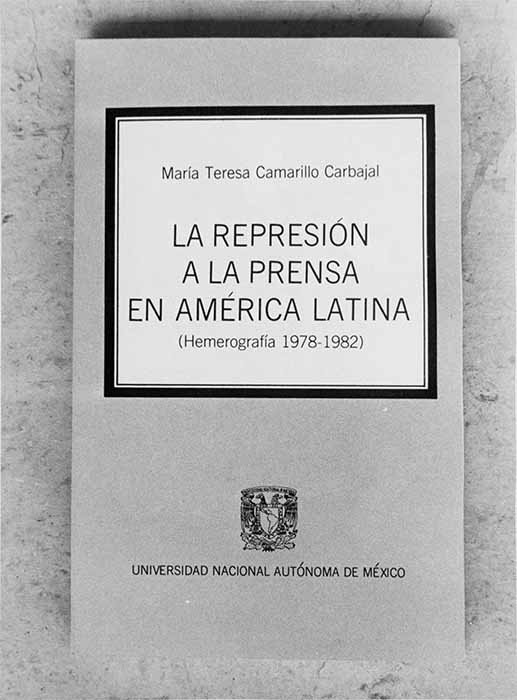 María Teresa Camarillo Carbajal
LA REPRESIÓN
A LA PRENSA
EN AMÉRICA LATINA
(Hemerografía 1978-1982)
UNIVERSIDAD NACIONAL AUTÓNOMA DE MÉXICO